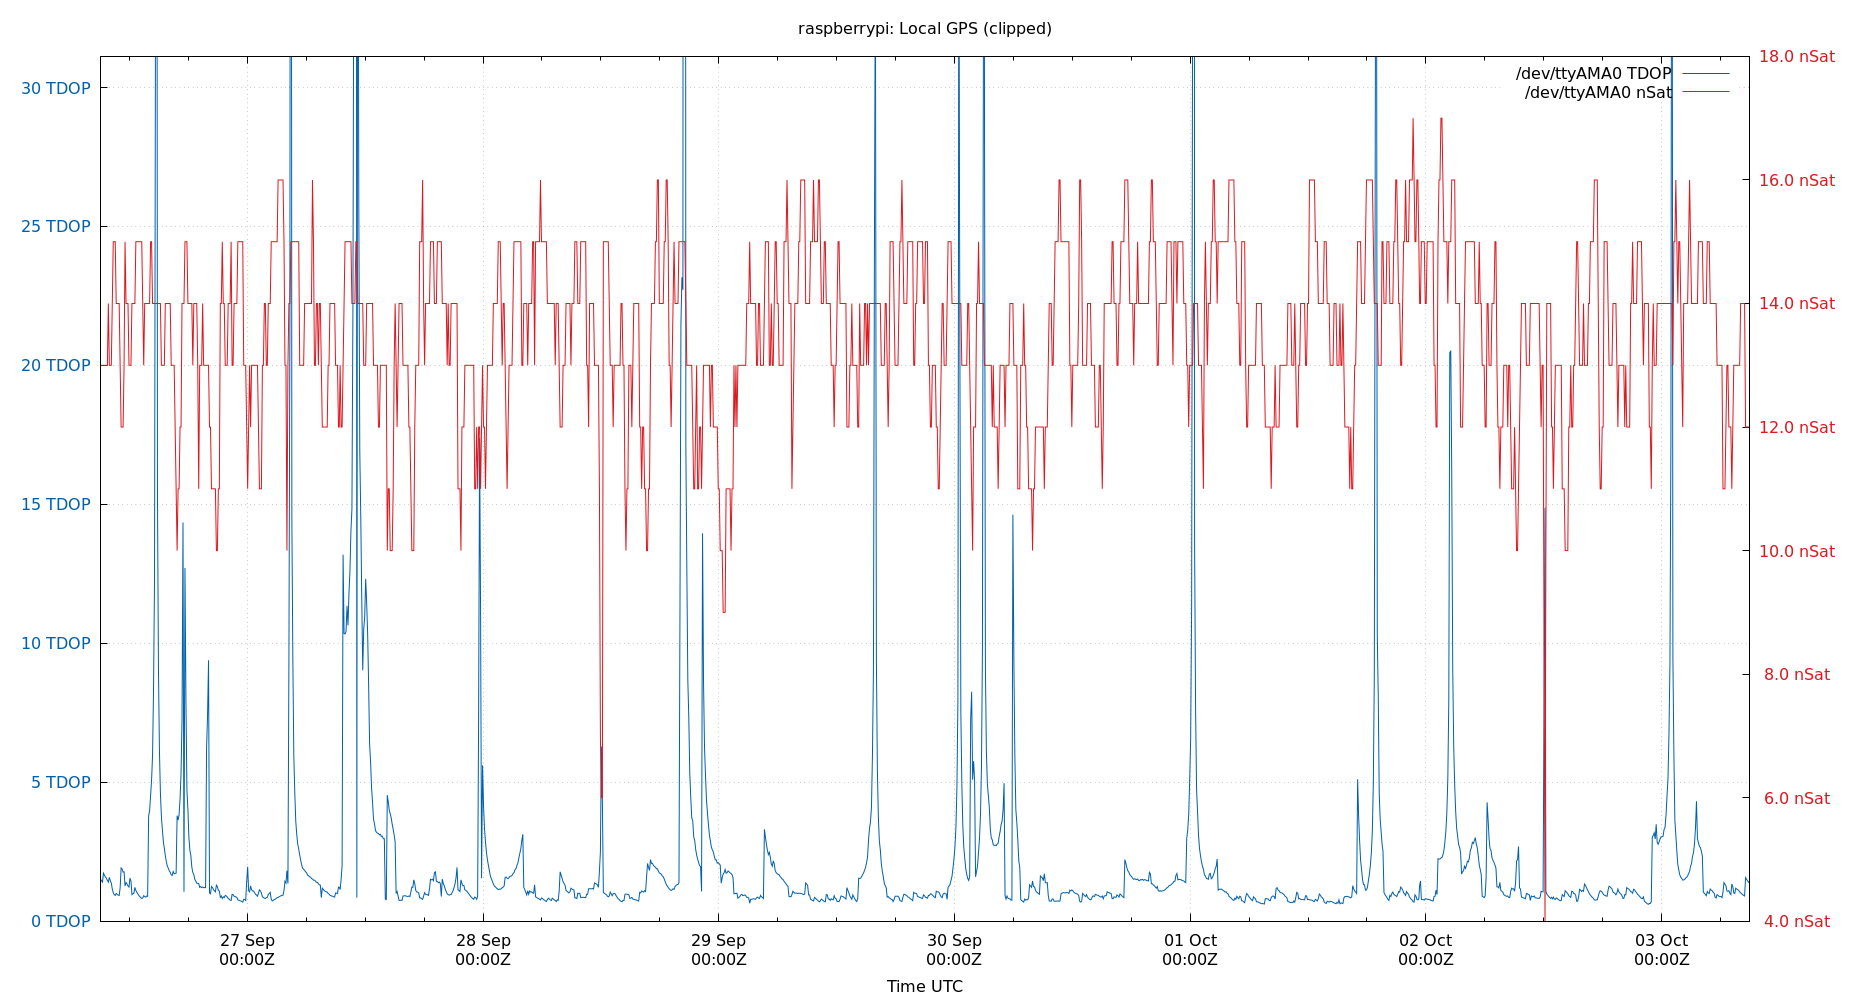 raspberrypi: Local GPS (clipped)
/dev/ttyAMA0 TDOP
/dev/ttyAMA0 nSat
30 TDOP
25 TDOP
20 TDOP
15 TDOP
10 TDOP
5 TDOP
0 TDOP
18.0 nSat
16.0 nSat
14.0 nSat
12.0 nSat
10.0 nSat
8.0 nSat
6.0 nSat
4.0 nSat
27 Sep
00:00Z
28 Sep
00:00Z
29 Sep
00:00Z
30 Sep
00:00Z
01 Oct
00:00Z
02 Oct
00:00Z
03 Oct
00:00Z
Time UTC